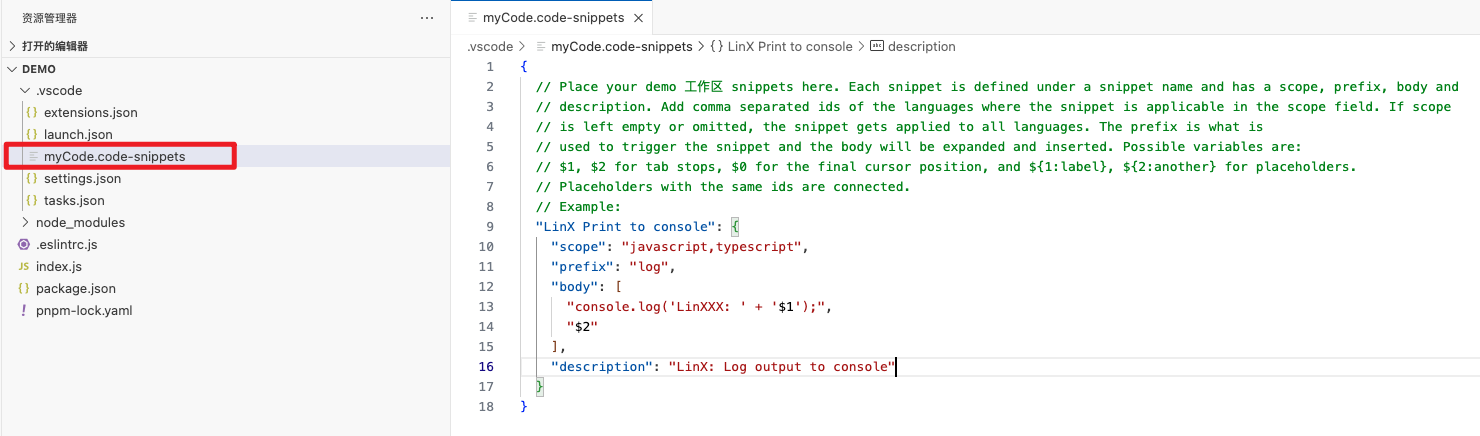 资源管理器
打开的编辑器
DEMO
.vscode
extensions.json
launch.json
myCode.code-snippets
settings.json
tasks.json
node_modules
.eslintrc.js
JS index.js
package.json
pnpm-lock.yaml
myCode.code-snippets
.vscode > myCode.code-snippets > {} LinX Print to console > abc description
1 {
2 // Place your demo 工作区 snippets here. Each snippet is defined under a snippet name and has a scope, prefix, body and
3 // description. Add comma separated ids of the languages where the snippet is applicable in the scope field. If scope
4 // is left empty or omitted, the snippet gets applied to all languages. The prefix is what is
5 // used to trigger the snippet and the body will be expanded and inserted. Possible variables are:
6 // $1, $2 for tab stops, $0 for the final cursor position, and ${1:label}, ${2:another} for placeholders.
7 // Placeholders with the same ids are connected.
8 // Example:
9 "LinX Print to console": {
10 "scope": "javascript,typescript",
11 "prefix": "log",
12 "body": [
13 "console.log('LinXXX: ' + '$1');",
14 "$2"
15 ],
16 "description": "LinX: Log output to console"
17 }
18 }